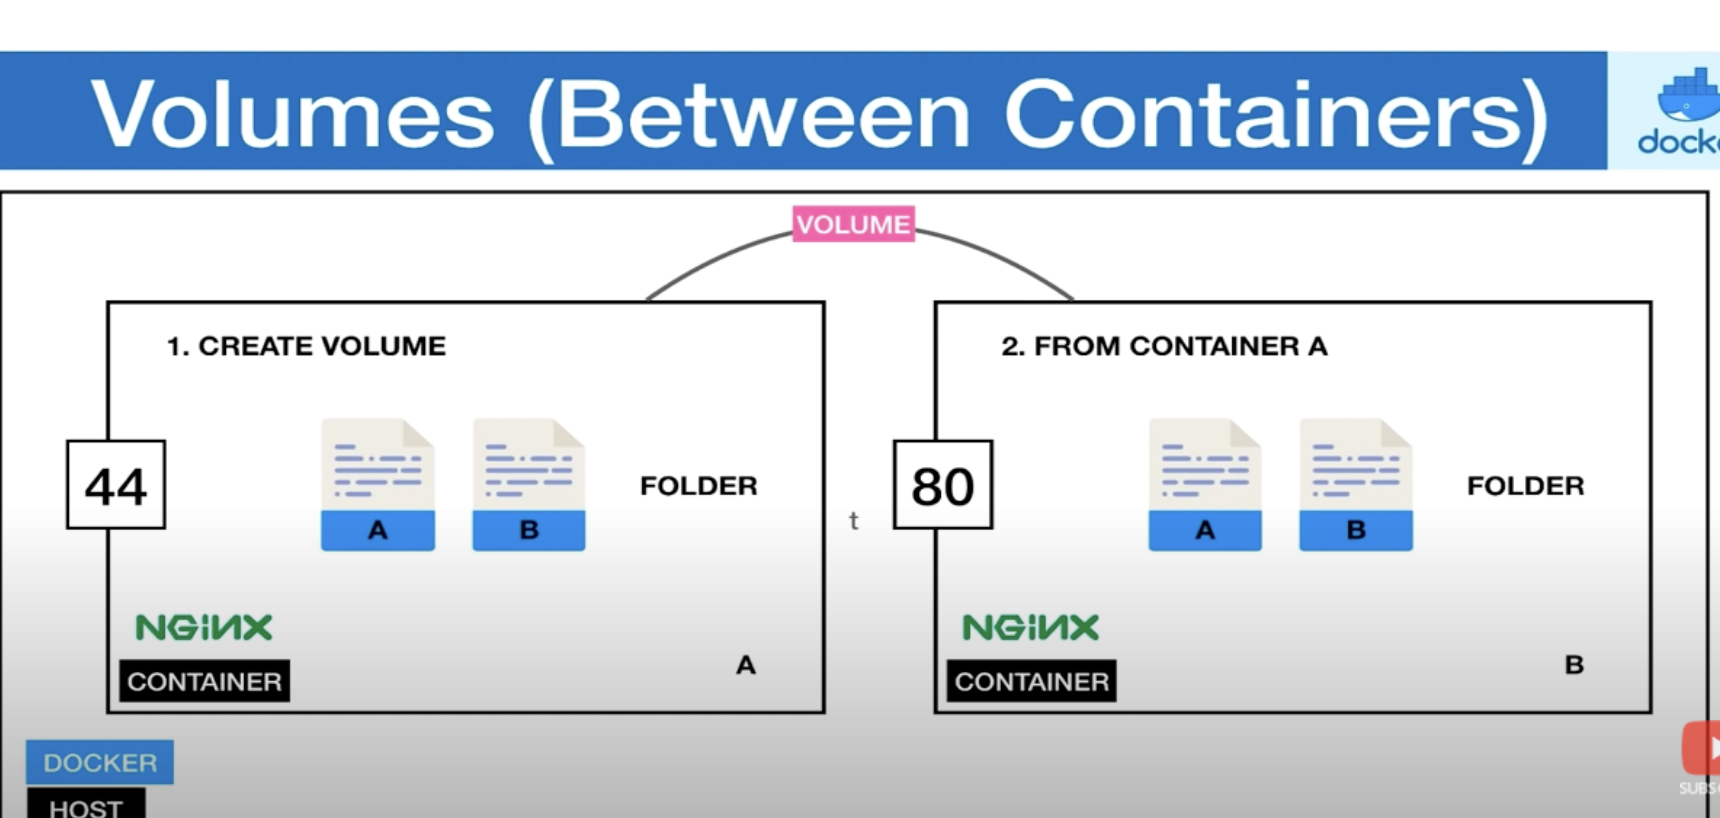 Volumes (Between Containers)
docke
VOLUME
1. CREATE VOLUME
2. FROM CONTAINER A
44
A
B
FOLDER
t
80
A
B
FOLDER
NGiNX
CONTAINER
A
NGiNX
CONTAINER
B
DOCKER
HOST
SUBS